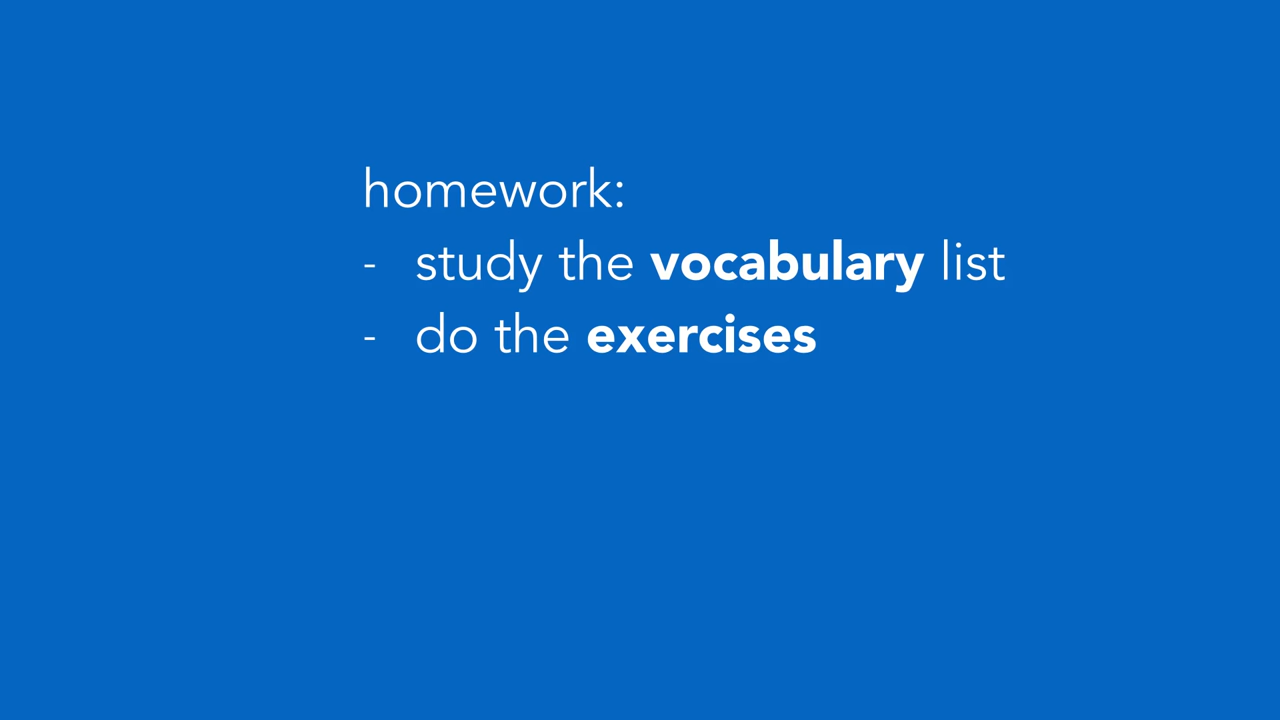 homework:
- study the vocabulary list
- do the exercises